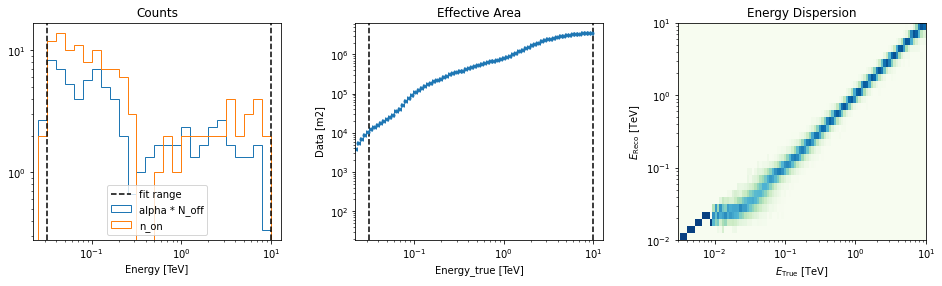 Counts
10¹
10⁰
10⁻¹
10⁰
10¹
Energy [TeV]
fit range
alpha * N_off
n_on
Effective Area
Data [m2]
10⁶
10⁵
10⁴
10³
10²
10⁻¹
10⁰
10¹
Energy_true [TeV]
Energy Dispersion
E_Reco [TeV]
10¹
10⁰
10⁻¹
10⁻²
10⁻²
10⁻¹
10⁰
10¹
E_True [TeV]